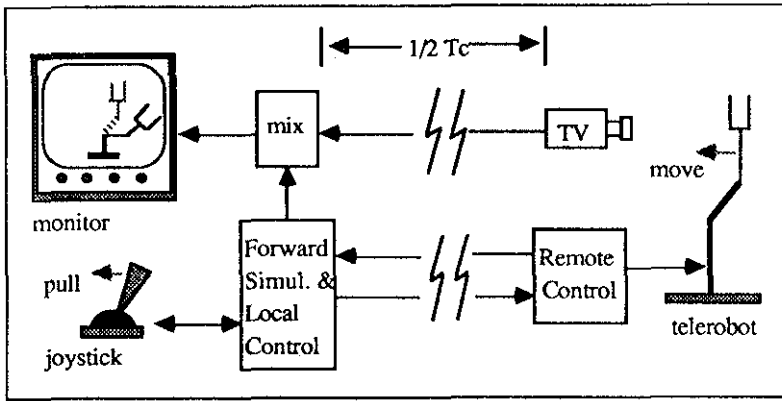 1/2 Tc
mix
TV
move
monitor
pull
joystick
Forward
Simul. &
Local
Control
Remote
Control
telerobot